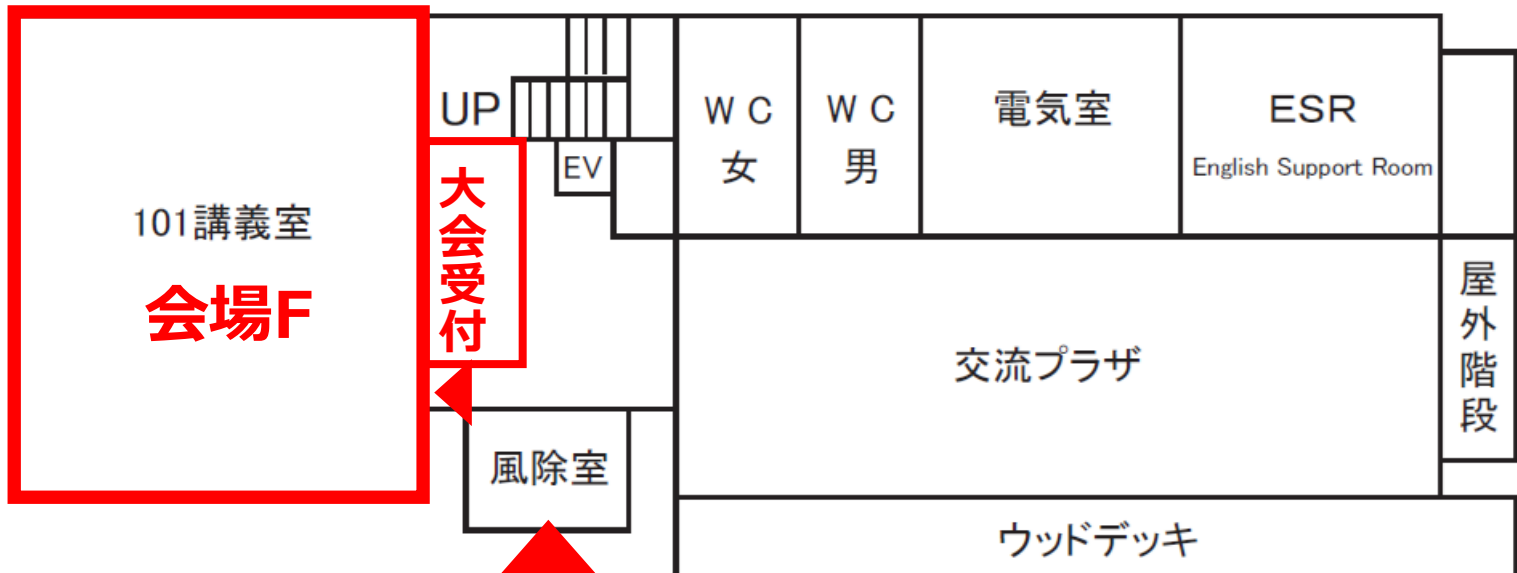 101講義室
会場F
UP
大会受付
EV
風除室
ＷＣ
女
ＷＣ
男
電気室
ESR
English Support Room
交流プラザ
屋外階段
ウッドデッキ